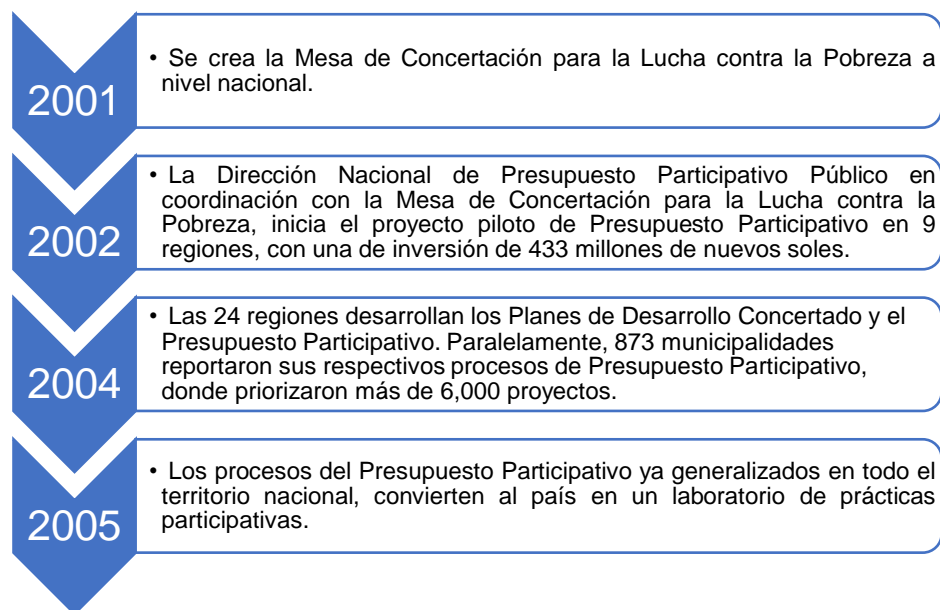 2001
• Se crea la Mesa de Concertación para la Lucha contra la Pobreza a
nivel nacional.
2002
• La Dirección Nacional de Presupuesto Participativo Público en
coordinación con la Mesa de Concertación para la Lucha contra la
Pobreza, inicia el proyecto piloto de Presupuesto Participativo en 9
regiones, con una de inversión de 433 millones de nuevos soles.
2004
• Las 24 regiones desarrollan los Planes de Desarrollo Concertado y el
Presupuesto Participativo. Paralelamente, 873 municipalidades
reportaron sus respectivos procesos de Presupuesto Participativo,
donde priorizaron más de 6,000 proyectos.
2005
• Los procesos del Presupuesto Participativo ya generalizados en todo el
territorio nacional, convierten al país en un laboratorio de prácticas
participativas.